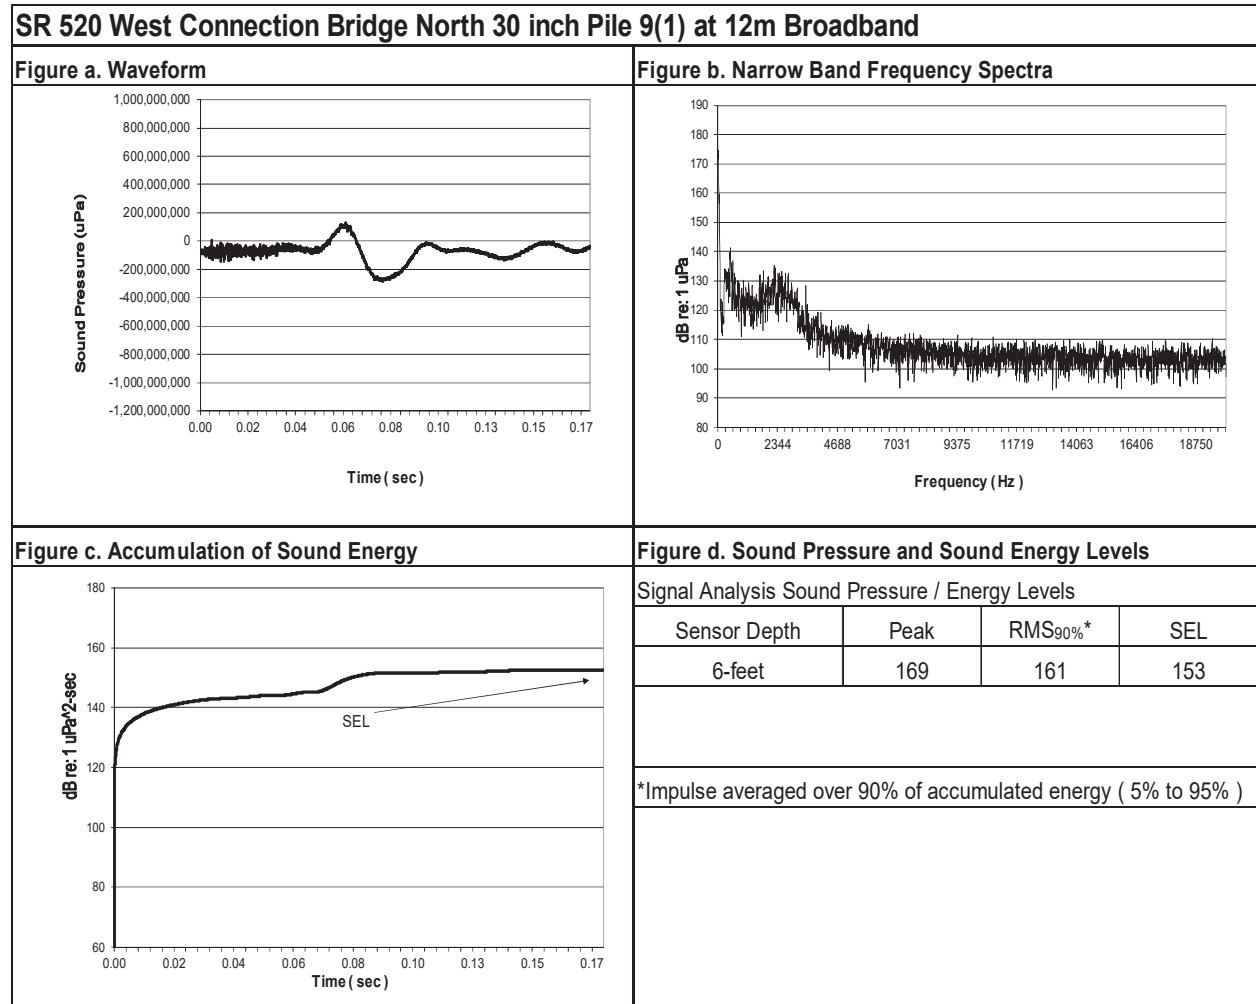 SR 520 West Connection Bridge North 30 inch Pile 9(1) at 12m Broadband
Figure a. Waveform
1,000,000,000
800,000,000
600,000,000
400,000,000
200,000,000
0
-200,000,000
-400,000,000
-600,000,000
-800,000,000
-1,000,000,000
-1,200,000,000
Sound Pressure (uPa)
0.00 0.02 0.04 0.06 0.08 0.10 0.13 0.15 0.17
Time ( sec )
Figure b. Narrow Band Frequency Spectra
190
180
170
160
150
140
130
120
110
100
90
80
dB re: 1 uPa
0 2344 4688 7031 9375 11719 14063 16406 18750
Frequency ( Hz )
Figure c. Accumulation of Sound Energy
180
160
140
120
100
80
60
dB re: 1 uPa^2-sec
SEL
0.00 0.02 0.04 0.06 0.08 0.10 0.13 0.15 0.17
Time ( sec )
Figure d. Sound Pressure and Sound Energy Levels
Signal Analysis Sound Pressure / Energy Levels
Sensor Depth Peak RMS90%* SEL
6-feet 169 161 153
*Impulse averaged over 90% of accumulated energy ( 5% to 95% )